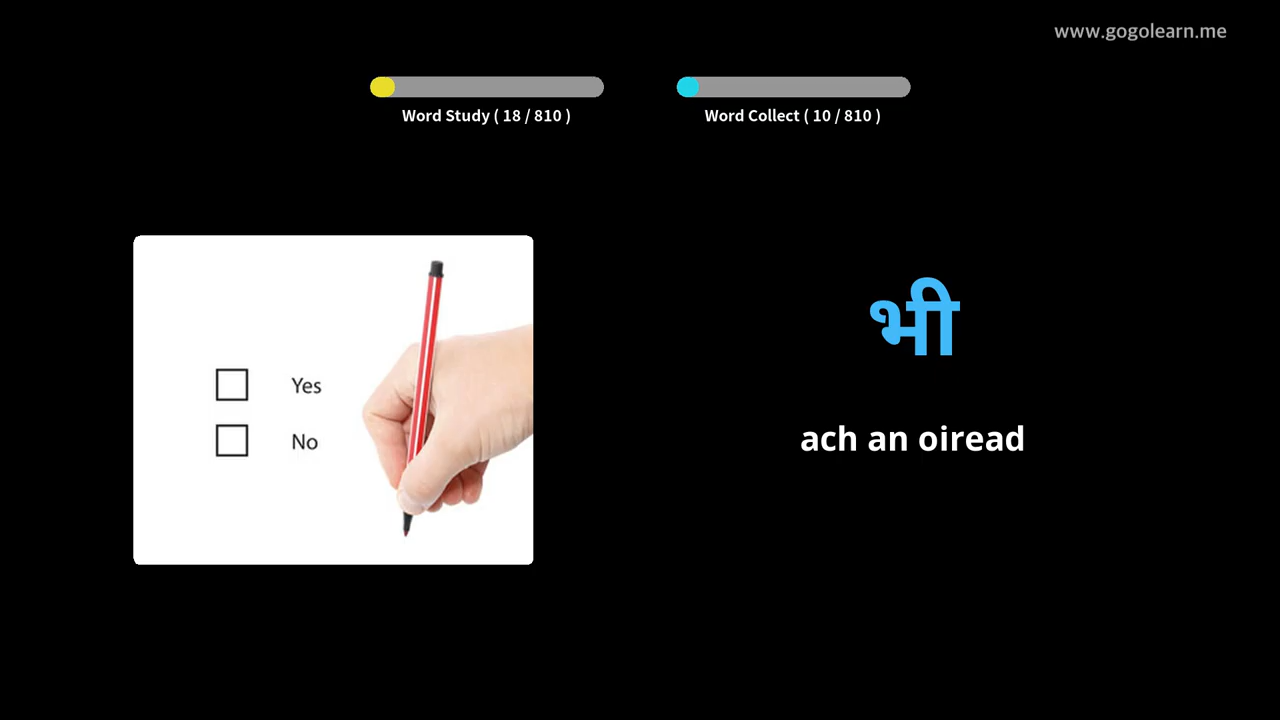 www.gogolearn.me
Word Study ( 18 / 810 )
Word Collect ( 10 / 810 )
Yes
No
भी
ach an oiread